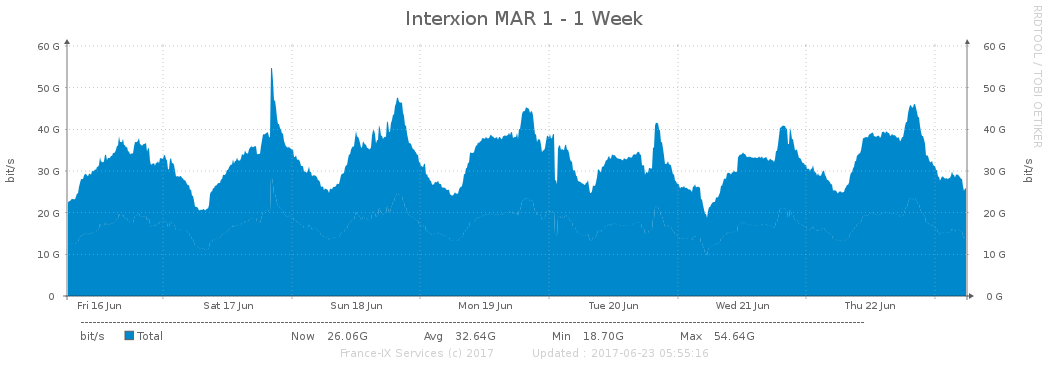 Interxion MAR 1 - 1 Week
RRDTOOL / TOBI OETIKER
60 G 60 G
50 G 50 G
40 G 40 G
30 G 30 G
20 G 20 G
10 G 10 G
0 0 G
bit/s
bit/s
Fri 16 Jun Sat 17 Jun Sun 18 Jun Mon 19 Jun Tue 20 Jun Wed 21 Jun Thu 22 Jun
bit/s Total Now 26.06G Avg 32.64G Min 18.70G Max 54.64G
France-IX Services (c) 2017 Updated : 2017-06-23 05:55:16